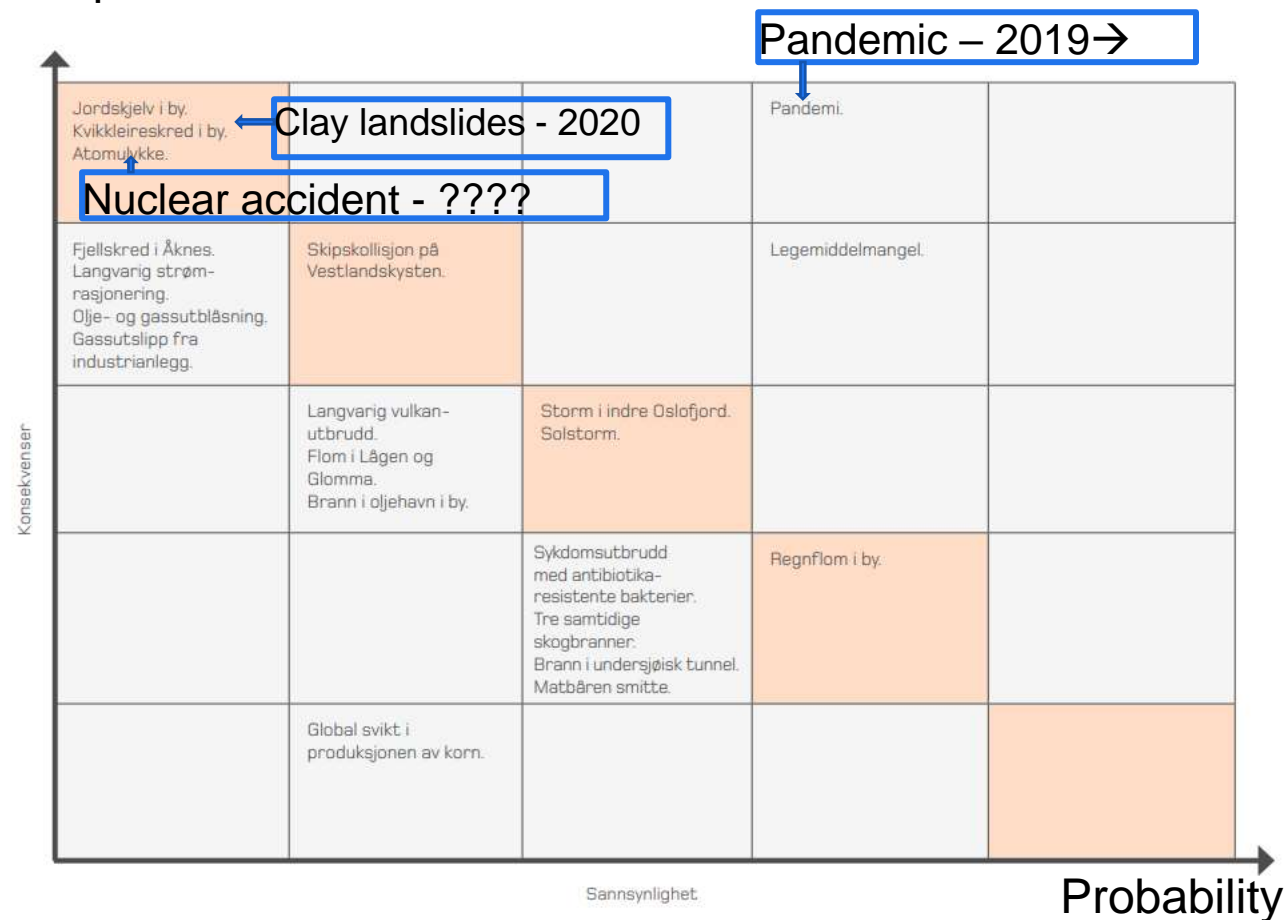 Pandemic – 2019→
Jordskjelv i by.
Kvikkleireskred i by.
Atomulykke.
Clay landslides - 2020
Nuclear accident - ????
Pandemi.
Fjellskred i Åknes.
Langvarig strøm-
rasjonering.
Olje- og gassutblåsning.
Gassutslipp fra
industrianlegg.
Skipskollisjon på
Vestlandskysten.
Legemiddelmangel.
Langvarig vulkan-
utbrudd.
Flom i Lågen og
Glomma.
Brann i oljehavn i by.
Storm i indre Oslofjord.
Solstorm.
Sykdomsutbrudd
med antibiotika-
resistente bakterier.
Tre samtidige
skogbranner.
Brann i undersjøisk tunnel.
Matbåren smitte.
Regnflom i by.
Global svikt i
produksjonen av korn.
Konsekvenser
Sannsynlighet
Probability